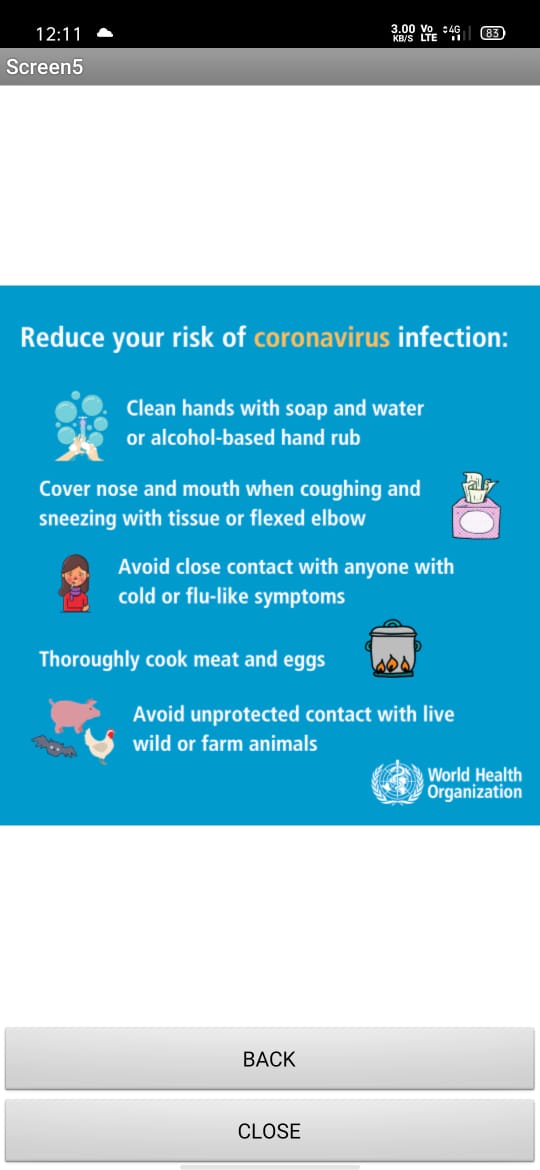 12:11
3.00 KB/S Vo LTE 4G 83
Screen5
Reduce your risk of coronavirus infection:
Clean hands with soap and water
or alcohol-based hand rub
Cover nose and mouth when coughing and
sneezing with tissue or flexed elbow
Avoid close contact with anyone with
cold or flu-like symptoms
Thoroughly cook meat and eggs
Avoid unprotected contact with live
wild or farm animals
World Health
Organization
BACK
CLOSE